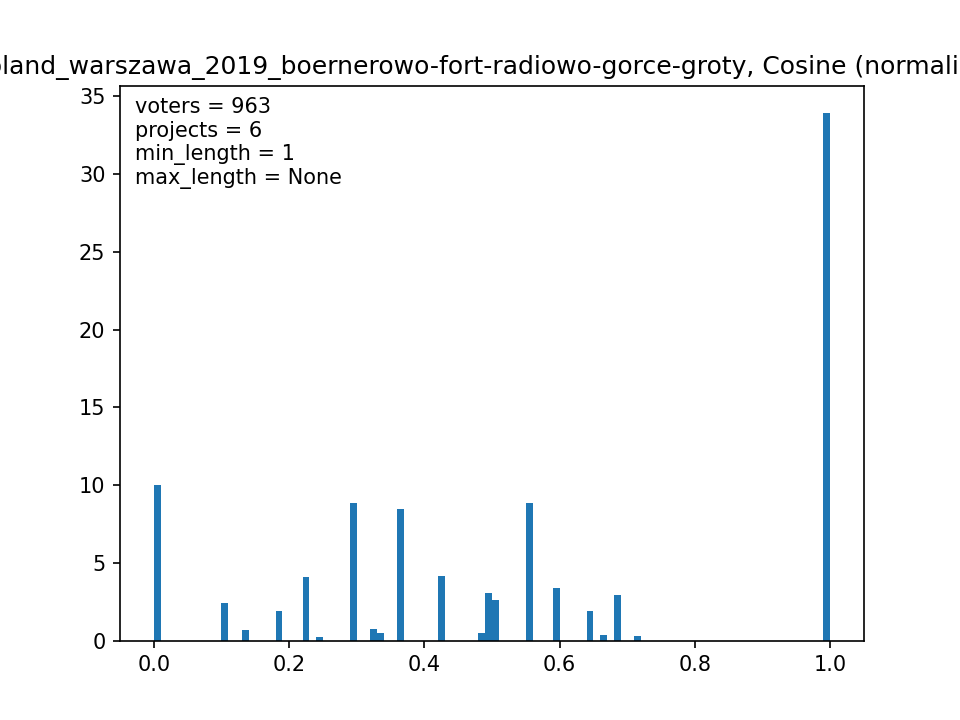 land_warszawa_2019_boernerowo-fort-radiowo-gorce-groty, Cosine (normali
voters = 963
projects = 6
min_length = 1
max_length = None
35
30
25
20
15
10
5
0
0.0 0.2 0.4 0.6 0.8 1.0